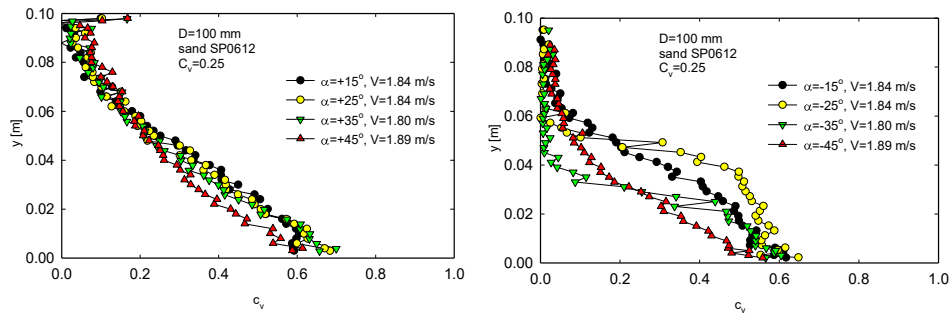 0.10
0.08
0.06
0.04
0.02
0.00
y [m]
D=100 mm
sand SP0612
Cv=0.25
α=+15°, V=1.84 m/s
α=+25°, V=1.84 m/s
α=+35°, V=1.80 m/s
α=+45°, V=1.89 m/s
0.0 0.2 0.4 0.6 0.8 1.0
cv
0.10
0.08
0.06
0.04
0.02
0.00
y [m]
D=100 mm
sand SP0612
Cv=0.25
α=-15°, V=1.84 m/s
α=-25°, V=1.84 m/s
α=-35°, V=1.80 m/s
α=-45°, V=1.89 m/s
0.0 0.2 0.4 0.6 0.8 1.0
cv